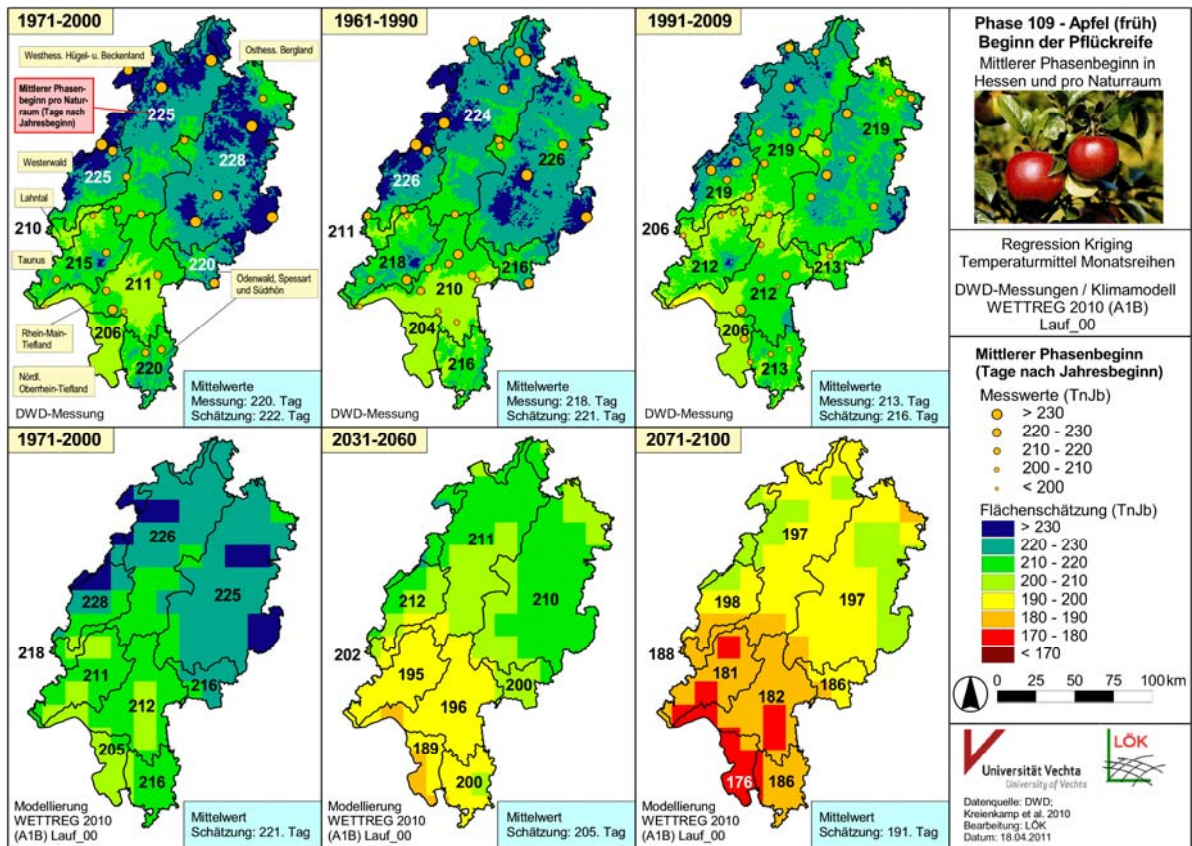 1971-2000
Westhess. Hügel- u. Beckenland
Osthess. Bergland
Mittlerer Phasen-
beginn pro Natur-
raum (Tage nach
Jahresbeginn)
225
228
Westerwald
225
Lahntal
210
Taunus
215
211
220
Odenwald, Spessart
und Südrhön
Rhein-Main-
Tiefland
206
Nördl.
Oberrhein-Tiefland
220
DWD-Messung
Mittelwerte
Messung: 220. Tag
Schätzung: 222. Tag
1961-1990
224
226
226
211
218
216
210
204
216
DWD-Messung
Mittelwerte
Messung: 218. Tag
Schätzung: 221. Tag
1991-2009
219
219
219
206
212
213
212
206
213
DWD-Messung
Mittelwerte
Messung: 213. Tag
Schätzung: 216. Tag
Phase 109 - Apfel (früh)
Beginn der Pflückreife
Mittlerer Phasenbeginn in
Hessen und pro Naturraum
Regression Kriging
Temperaturmittel Monatsreihen
DWD-Messungen / Klimamodell
WETTREG 2010 (A1B)
Lauf_00
Mittlerer Phasenbeginn
(Tage nach Jahresbeginn)
Messwerte (TnJb)
> 230
220 - 230
210 - 220
200 - 210
< 200
Flächenschätzung (TnJb)
> 230
220 - 230
210 - 220
200 - 210
190 - 200
180 - 190
170 - 180
< 170
0 25 50 75 100 km
1971-2000
226
225
228
218
211
216
212
205
216
Modellierung
WETTREG 2010
(A1B) Lauf_00
Mittelwert
Schätzung: 221. Tag
2031-2060
211
210
212
202
195
200
196
189
200
Modellierung
WETTREG 2010
(A1B) Lauf_00
Mittelwert
Schätzung: 205. Tag
2071-2100
197
197
198
188
181
186
182
176
186
Modellierung
WETTREG 2010
(A1B) Lauf_00
Mittelwert
Schätzung: 191. Tag
Universität Vechta
University of Vechta
LÖK
Datenquelle: DWD;
Kreienkamp et al. 2010
Bearbeitung: LÖK
Datum: 18.04.2011